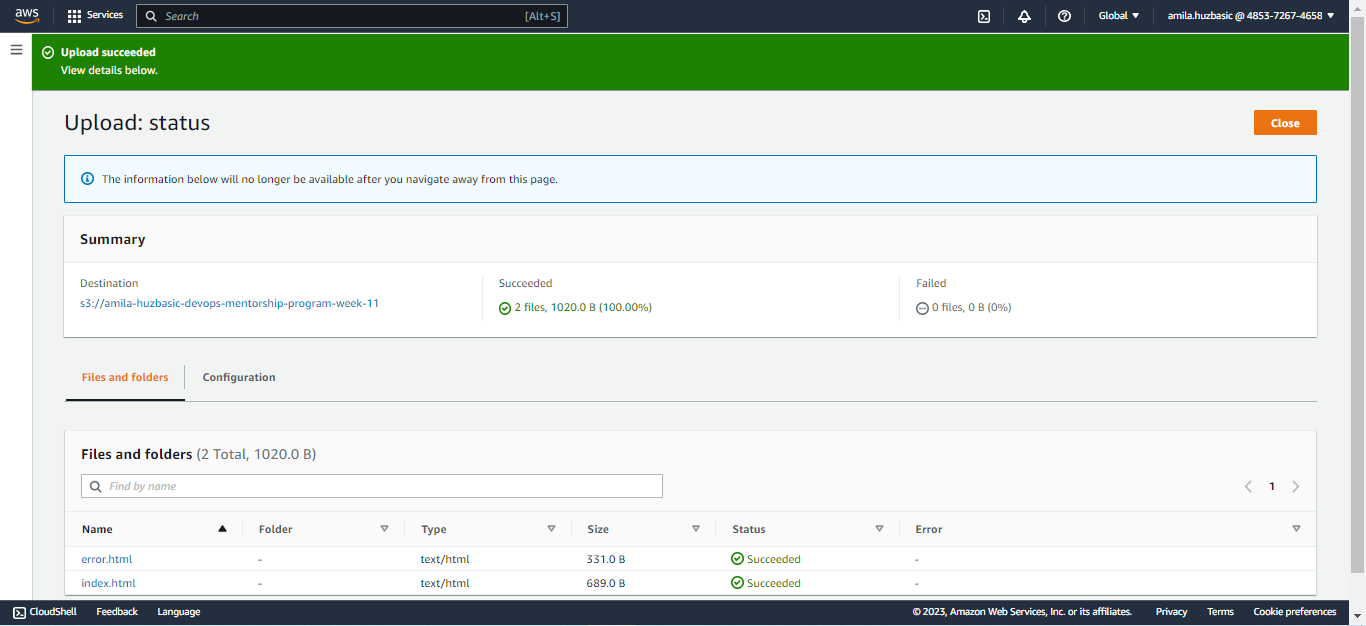 aws Services Search [Alt+S] Global amila.huzbasic @ 4853-7267-4658
Upload succeeded
View details below.
Upload: status Close
The information below will no longer be available after you navigate away from this page.
Summary
Destination Succeeded Failed
s3://amila-huzbasic-devops-mentorship-program-week-11 2 files, 1020.0 B (100.00%) 0 files, 0 B (0%)
Files and folders Configuration
Files and folders (2 Total, 1020.0 B)
Find by name 1
Name Folder Type Size Status Error
error.html - text/html 331.0 B Succeeded -
index.html - text/html 689.0 B Succeeded -
CloudShell Feedback Language © 2023, Amazon Web Services, Inc. or its affiliates. Privacy Terms Cookie preferences